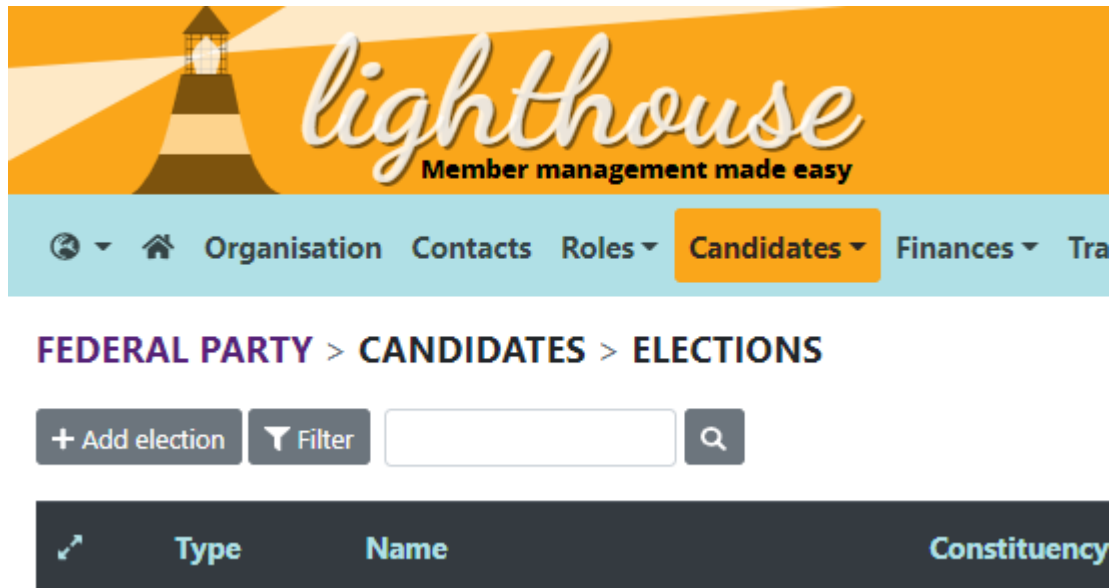 lighthouse
Member management made easy
Organisation Contacts Roles Candidates Finances Tra
FEDERAL PARTY > CANDIDATES > ELECTIONS
+ Add election Filter
Type Name Constituency